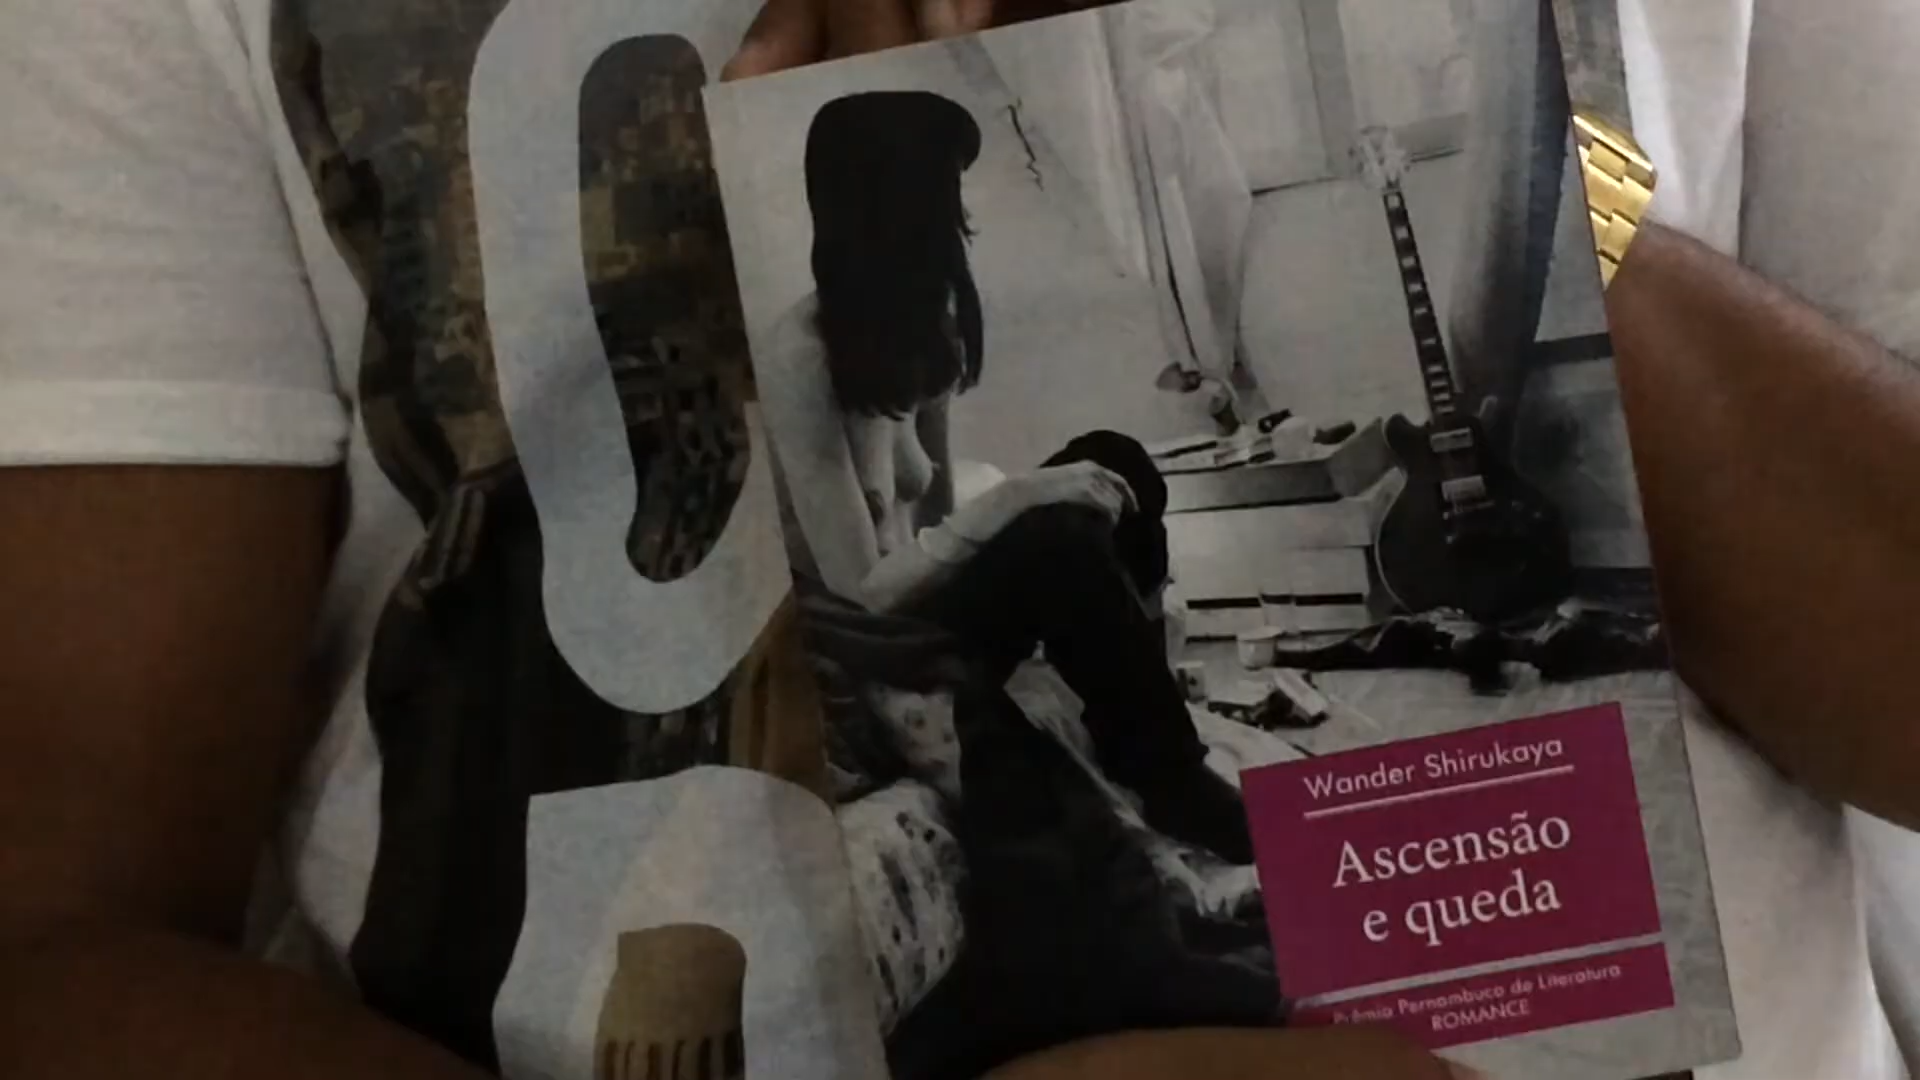 Wander Shirukaya
Ascensão
e queda
Prêmio Pernambuco de Literatura
ROMANCE